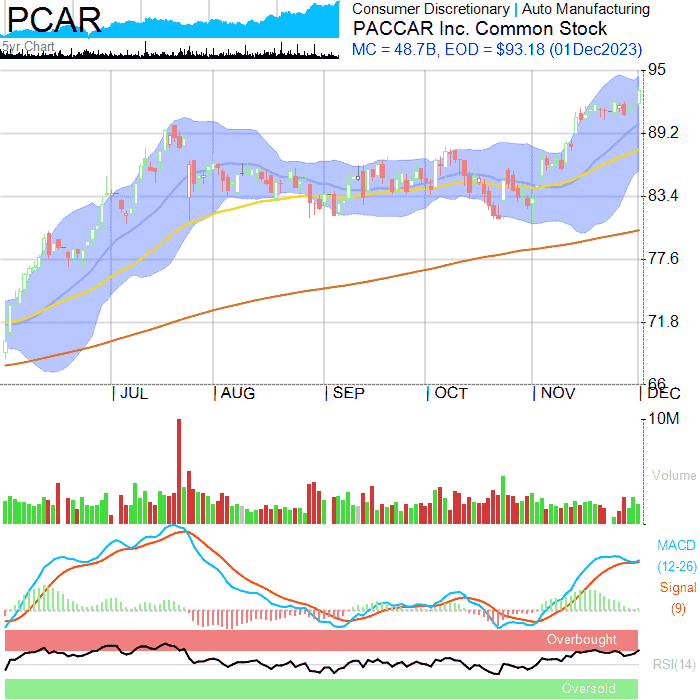 PCAR
5yr Chart
Consumer Discretionary | Auto Manufacturing
PACCAR Inc. Common Stock
MC = 48.7B, EOD = $93.18 (01Dec2023)
95
89.2
83.4
77.6
71.8
66
JUL
AUG
SEP
OCT
NOV
DEC
10M
Volume
MACD
(12-26)
Signal
(9)
Overbought
RSI(14)
Oversold